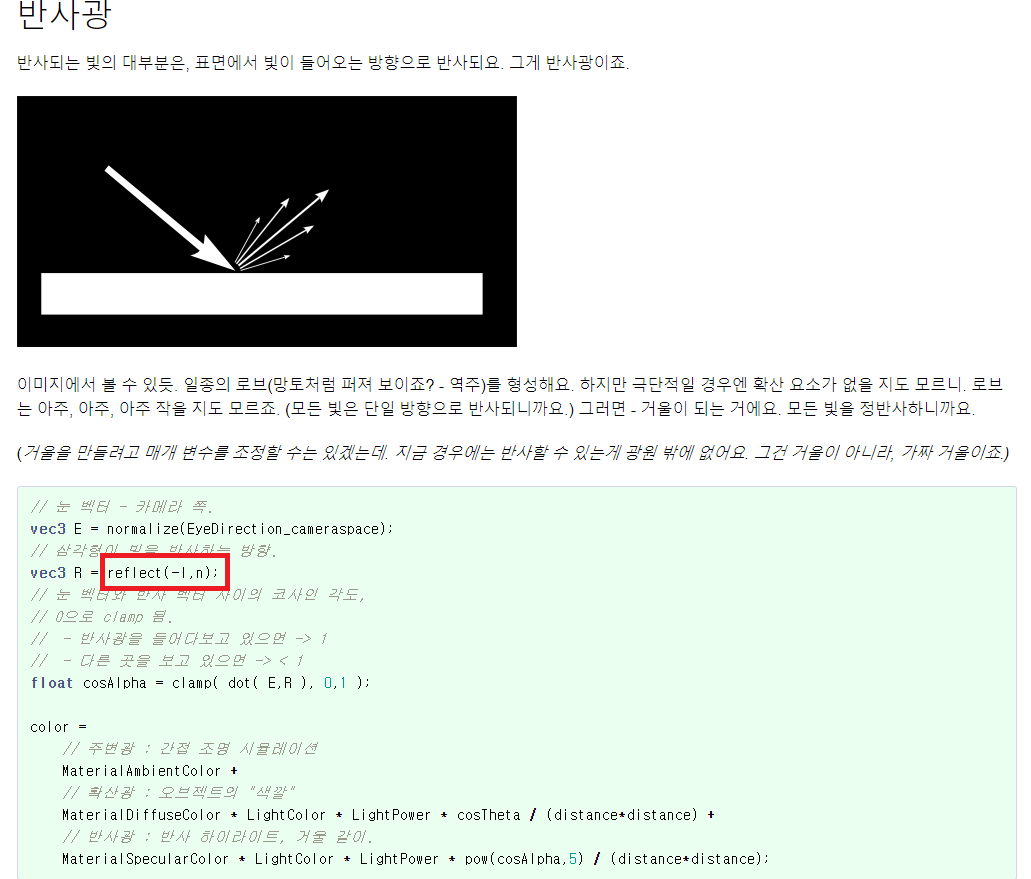 반사광
반사되는 빛의 대부분은, 표면에서 빛이 들어오는 방향으로 반사되요. 그게 반사광이죠.
이미지에서 볼 수 있듯. 일종의 로브(망토처럼 퍼져 보이죠? - 역주)를 형성해요. 하지만 극단적일 경우엔 확산 요소가 없을 지도 모르니. 로브
는 아주, 아주, 아주 작을 지도 모르죠. (모든 빛은 단일 방향으로 반사되니까요.) 그러면 - 거울이 되는 거에요. 모든 빛을 정반사하니까요.
(거울을 만들려고 매개 변수를 조정할 수는 있겠는데. 지금 경우에는 반사할 수 있는게 광원 밖에 없어요. 그건 거울이 아니라, 가짜 거울이죠.)
// 눈 벡터 - 카메라 쪽.
vec3 E = normalize(EyeDirection_cameraspace);
// 삼각형이 빛을 반사하는 방향.
vec3 R = reflect(-l,n);
// 눈 벡터와 반사 벡터 사이의 코사인 각도,
// 0으로 clamp 됨.
//  - 반사광을 들여다보고 있으면 -> 1
//  - 다른 곳을 보고 있으면 -> < 1
float cosAlpha = clamp( dot( E,R ), 0,1 );
color =
// 주변광 : 간접 조명 시뮬레이션
MaterialAmbientColor +
// 확산광 : 오브젝트의 "색깔"
MaterialDiffuseColor * LightColor * LightPower * cosTheta / (distance*distance) +
// 반사광 : 반사 하이라이트, 거울 같이.
MaterialSpecularColor * LightColor * LightPower * pow(cosAlpha,5) / (distance*distance);